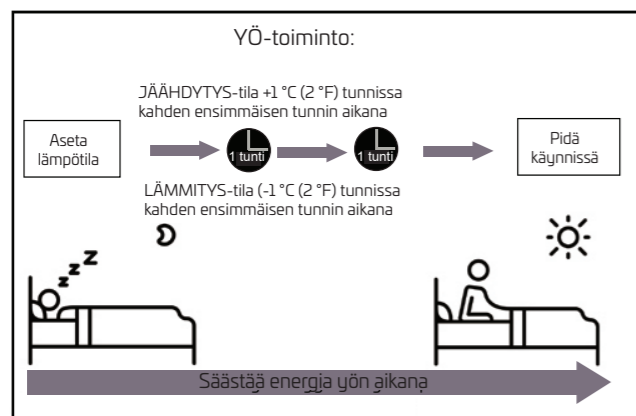 YÖ-toiminto:
JÄÄHDYTYS-tila +1 °C (2 °F) tunnissa
kahden ensimmäisen tunnin aikana
Aseta
lämpötila
1 tunti
1 tunti
Pidä
käynnissä
LÄMMITYS-tila (-1 °C (2 °F) tunnissa
kahden ensimmäisen tunnin aikana
z z z
Säästää energia yön aikana